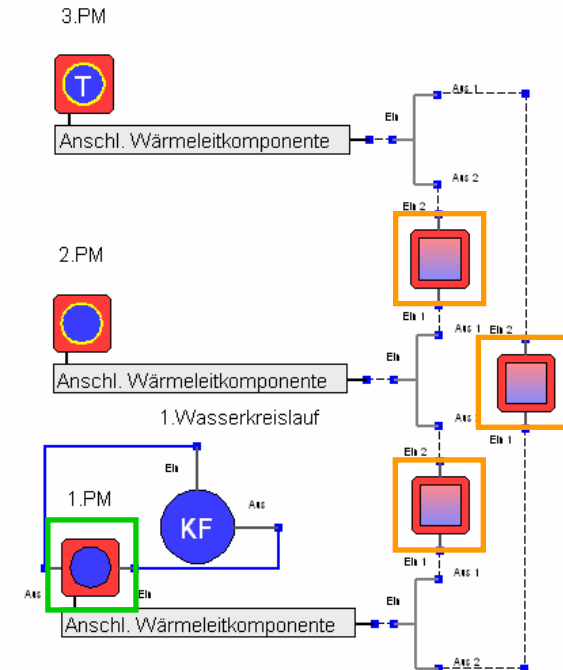 3.PM
T
Aus 1
Ein
Anschl. Wärmeleitkomponente
Aus 2
Ein 2
2.PM
Ein 1
Aus 1
Ein 2
Ein
Anschl. Wärmeleitkomponente
1.Wasserkreislauf
Aus
Ein 1
Ein 2
Ein
1.PM
Aus
KF
Ein 1
Aus 1
Aus
Ein
Ein
Anschl. Wärmeleitkomponente
Aus 2